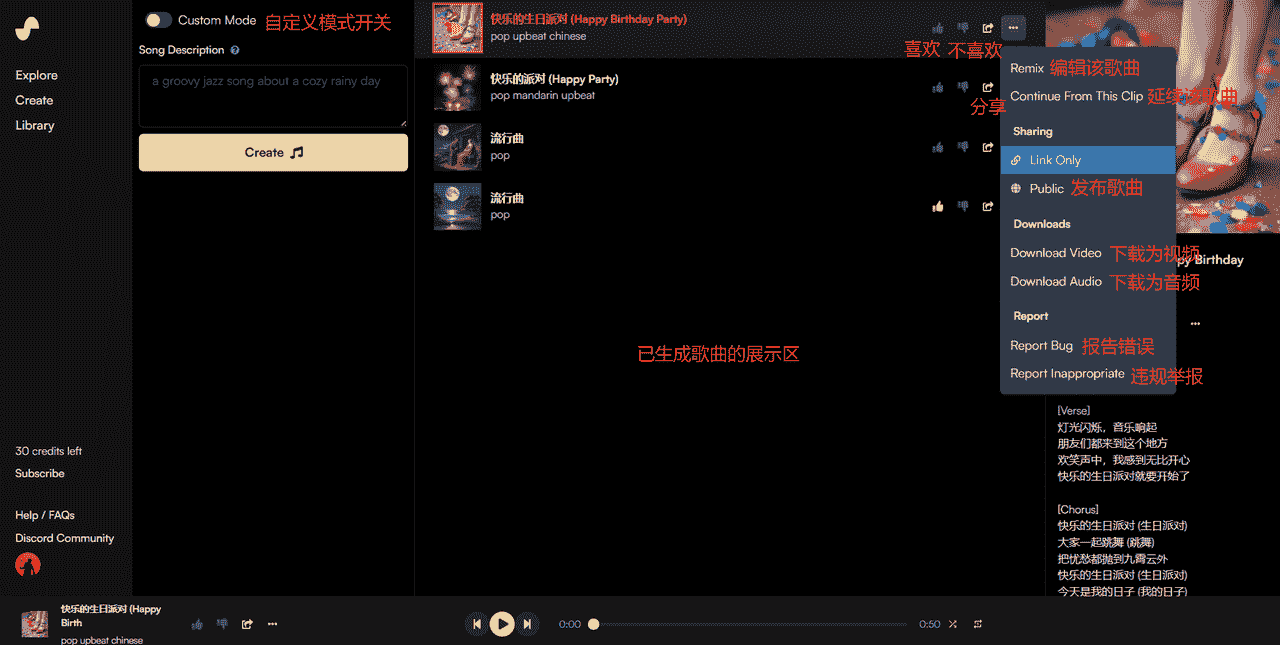 Explore
Create
Library
30 credits left
Subscribe
Help / FAQs
Discord Community
Custom Mode 自定义模式开关
Song Description
a groovy jazz song about a cozy rainy day
Create
快乐的生日派对 (Happy Birthday Party)
pop upbeat chinese
喜欢 不喜欢
快乐的派对 (Happy Party)
pop mandarin upbeat
分享
流行曲
pop
流行曲
pop
已生成歌曲的展示区
Remix 编辑该歌曲
Continue From This Clip 延续该歌曲
Sharing
Link Only
Public 发布歌曲
Downloads
Download Video 下载为视频
Download Audio 下载为音频
Report
Report Bug 报告错误
Report Inappropriate 违规举报
py Birthday
[Verse]
灯光闪烁，音乐响起
朋友们都来到这个地方
欢笑声中，我感到无比开心
快乐的生日派对就要开始了
[Chorus]
快乐的生日派对 (生日派对)
大家一起跳舞 (跳舞)
把忧愁都抛到九霄云外
快乐的生日派对 (生日派对)
今天是我的日子 (我的日子)
快乐的生日派对 (Happy
Birth
pop upbeat chinese
0:00
0:50